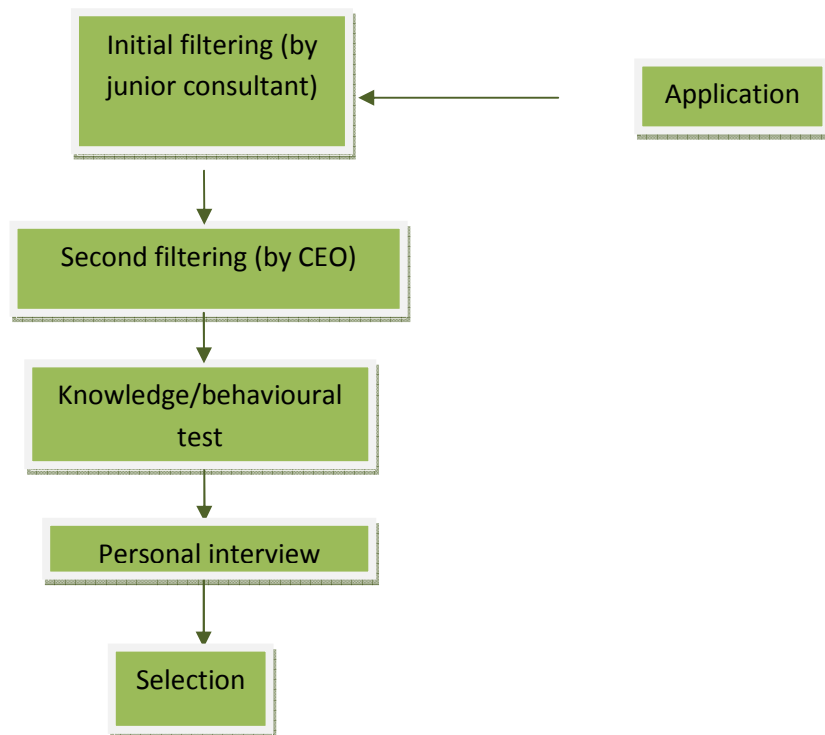 Initial filtering (by
junior consultant)
Application
Second filtering (by CEO)
Knowledge/behavioural
test
Personal interview
Selection